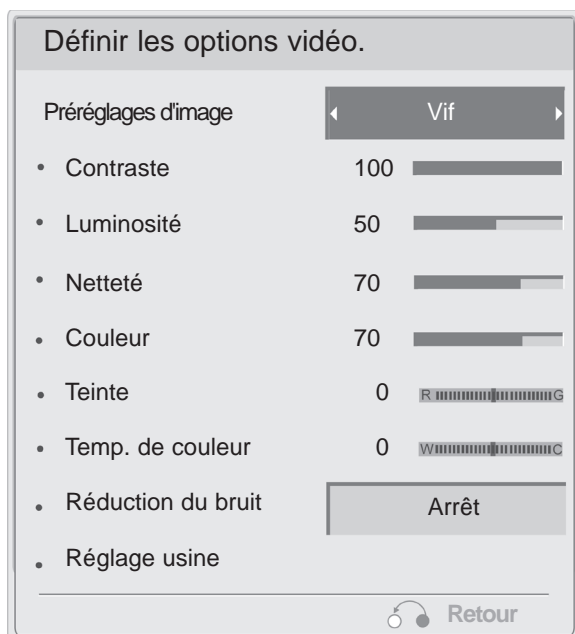 Définir les options vidéo.
Préréglages d'image Vif
Contraste 100
Luminosité 50
Netteté 70
Couleur 70
Teinte 0 R G
Temp. de couleur 0 W C
Réduction du bruit Arrêt
Réglage usine
Retour